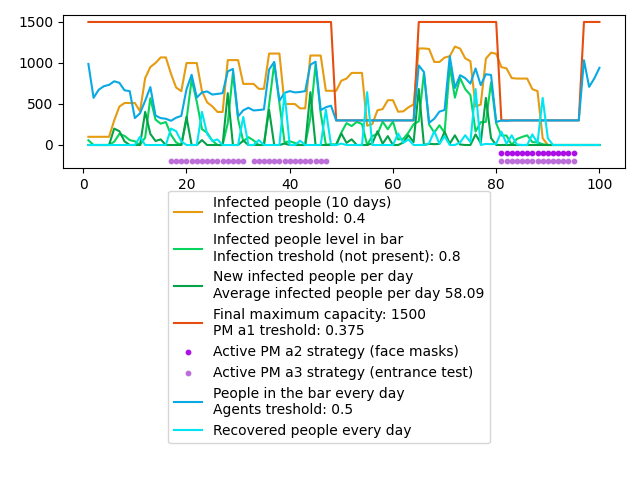 1500
1000
500
0
0
20
40
60
80
100
Infected people (10 days)
Infection treshold: 0.4
Infected people level in bar
Infection treshold (not present): 0.8
New infected people per day
Average infected people per day 58.09
Final maximum capacity: 1500
PM a1 treshold: 0.375
Active PM a2 strategy (face masks)
Active PM a3 strategy (entrance test)
People in the bar every day
Agents treshold: 0.5
Recovered people every day